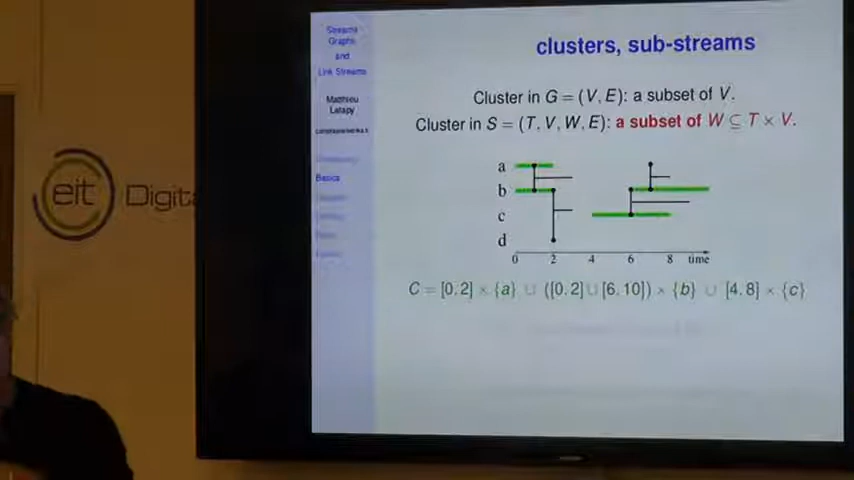 eit Digita
Streams
Graphs
and
Link Streams
Matthieu
Latapy
Basics
clusters, sub-streams
Cluster in G = (V, E): a subset of V.
Cluster in S = (T, V, W, E): a subset of W ⊆ T × V.
a
b
c
d
0 2 4 6 8 time
C = [0, 2] × {a} ∪ ([0, 2] ∪ [6, 10]) × {b} ∪ [4, 8] × {c}